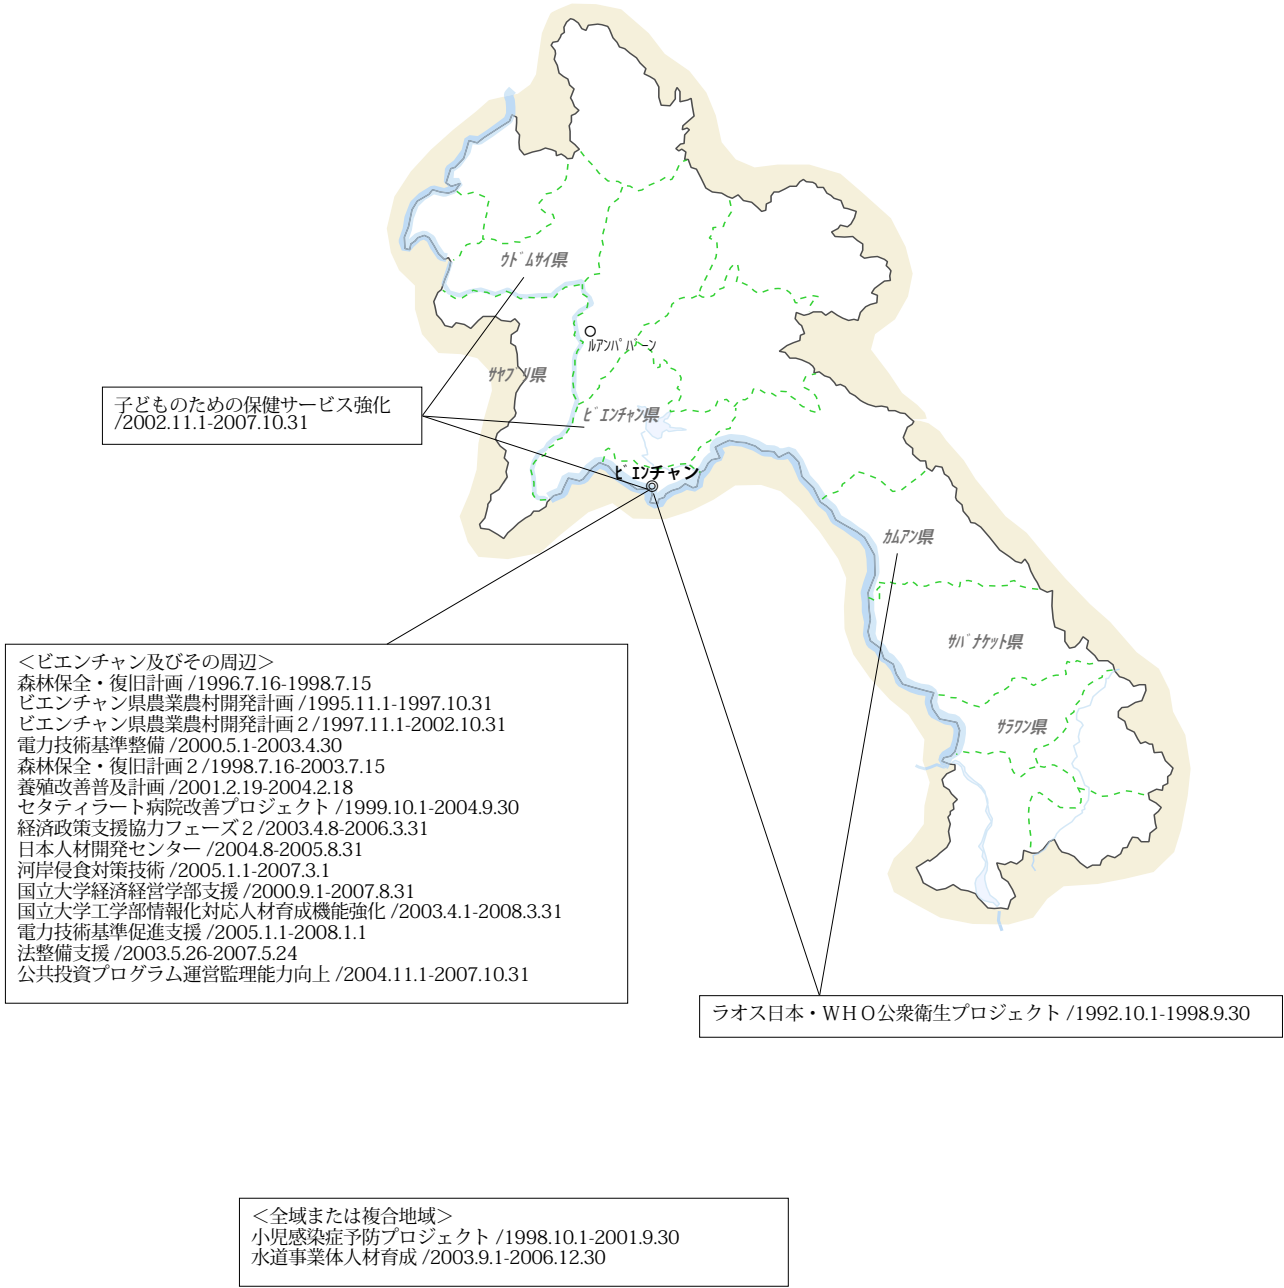 ｳﾄﾞﾑｻｲ県
ﾙｱﾝﾊﾟﾊﾞｰﾝ
ｻﾔﾌﾞﾘ県
子どものための保健サービス強化
/2002.11.1-2007.10.31
ﾋﾞｴﾝﾁｬﾝ県
ﾋﾞｴﾝチャン
ｶﾑｱﾝ県
ｻﾊﾞﾅｹｯﾄ県
ｻﾗﾜﾝ県
＜ビエンチャン及びその周辺＞
森林保全・復旧計画 /1996.7.16-1998.7.15
ビエンチャン県農業農村開発計画 /1995.11.1-1997.10.31
ビエンチャン県農業農村開発計画２/1997.11.1-2002.10.31
電力技術基準整備 /2000.5.1-2003.4.30
森林保全・復旧計画２/1998.7.16-2003.7.15
養殖改善普及計画 /2001.2.19-2004.2.18
セタティラート病院改善プロジェクト /1999.10.1-2004.9.30
経済政策支援協力フェーズ２/2003.4.8-2006.3.31
日本人材開発センター /2004.8-2005.8.31
河岸侵食対策技術 /2005.1.1-2007.3.1
国立大学経済経営学部支援 /2000.9.1-2007.8.31
国立大学工学部情報化対応人材育成機能強化 /2003.4.1-2008.3.31
電力技術基準促進支援 /2005.1.1-2008.1.1
法整備支援 /2003.5.26-2007.5.24
公共投資プログラム運営監理能力向上 /2004.11.1-2007.10.31
ラオス日本・ＷＨＯ公衆衛生プロジェクト /1992.10.1-1998.9.30
＜全域または複合地域＞
小児感染症予防プロジェクト /1998.10.1-2001.9.30
水道事業体人材育成 /2003.9.1-2006.12.30